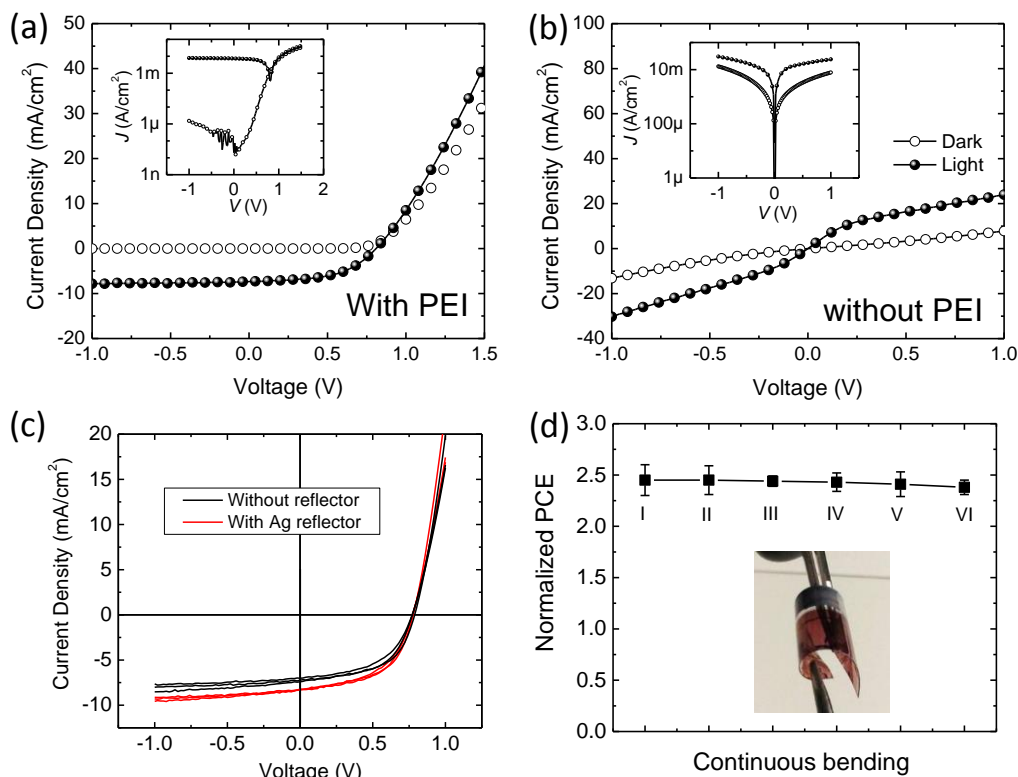 (a)
50
40
30
20
10
0
-10
-20
Current Density (mA/cm²)
-1.0 -0.5 0.0 0.5 1.0 1.5
Voltage (V)
With PEI
1m
1μ
1n
J (A/cm²)
-1 0 1 2
V (V)
(b)
100
80
60
40
20
0
-20
-40
Current Density (mA/cm²)
-1.0 -0.5 0.0 0.5 1.0
Voltage (V)
without PEI
Dark
Light
10m
100μ
1μ
J (A/cm²)
-1 0 1
V (V)
(c)
20
15
10
5
0
-5
-10
Current Density (mA/cm²)
Without reflector
With Ag reflector
-1.0 -0.5 0.0 0.5 1.0
Voltage (V)
(d)
3.0
2.5
2.0
1.5
1.0
0.5
0.0
Normalized PCE
I II III IV V VI
Continuous bending